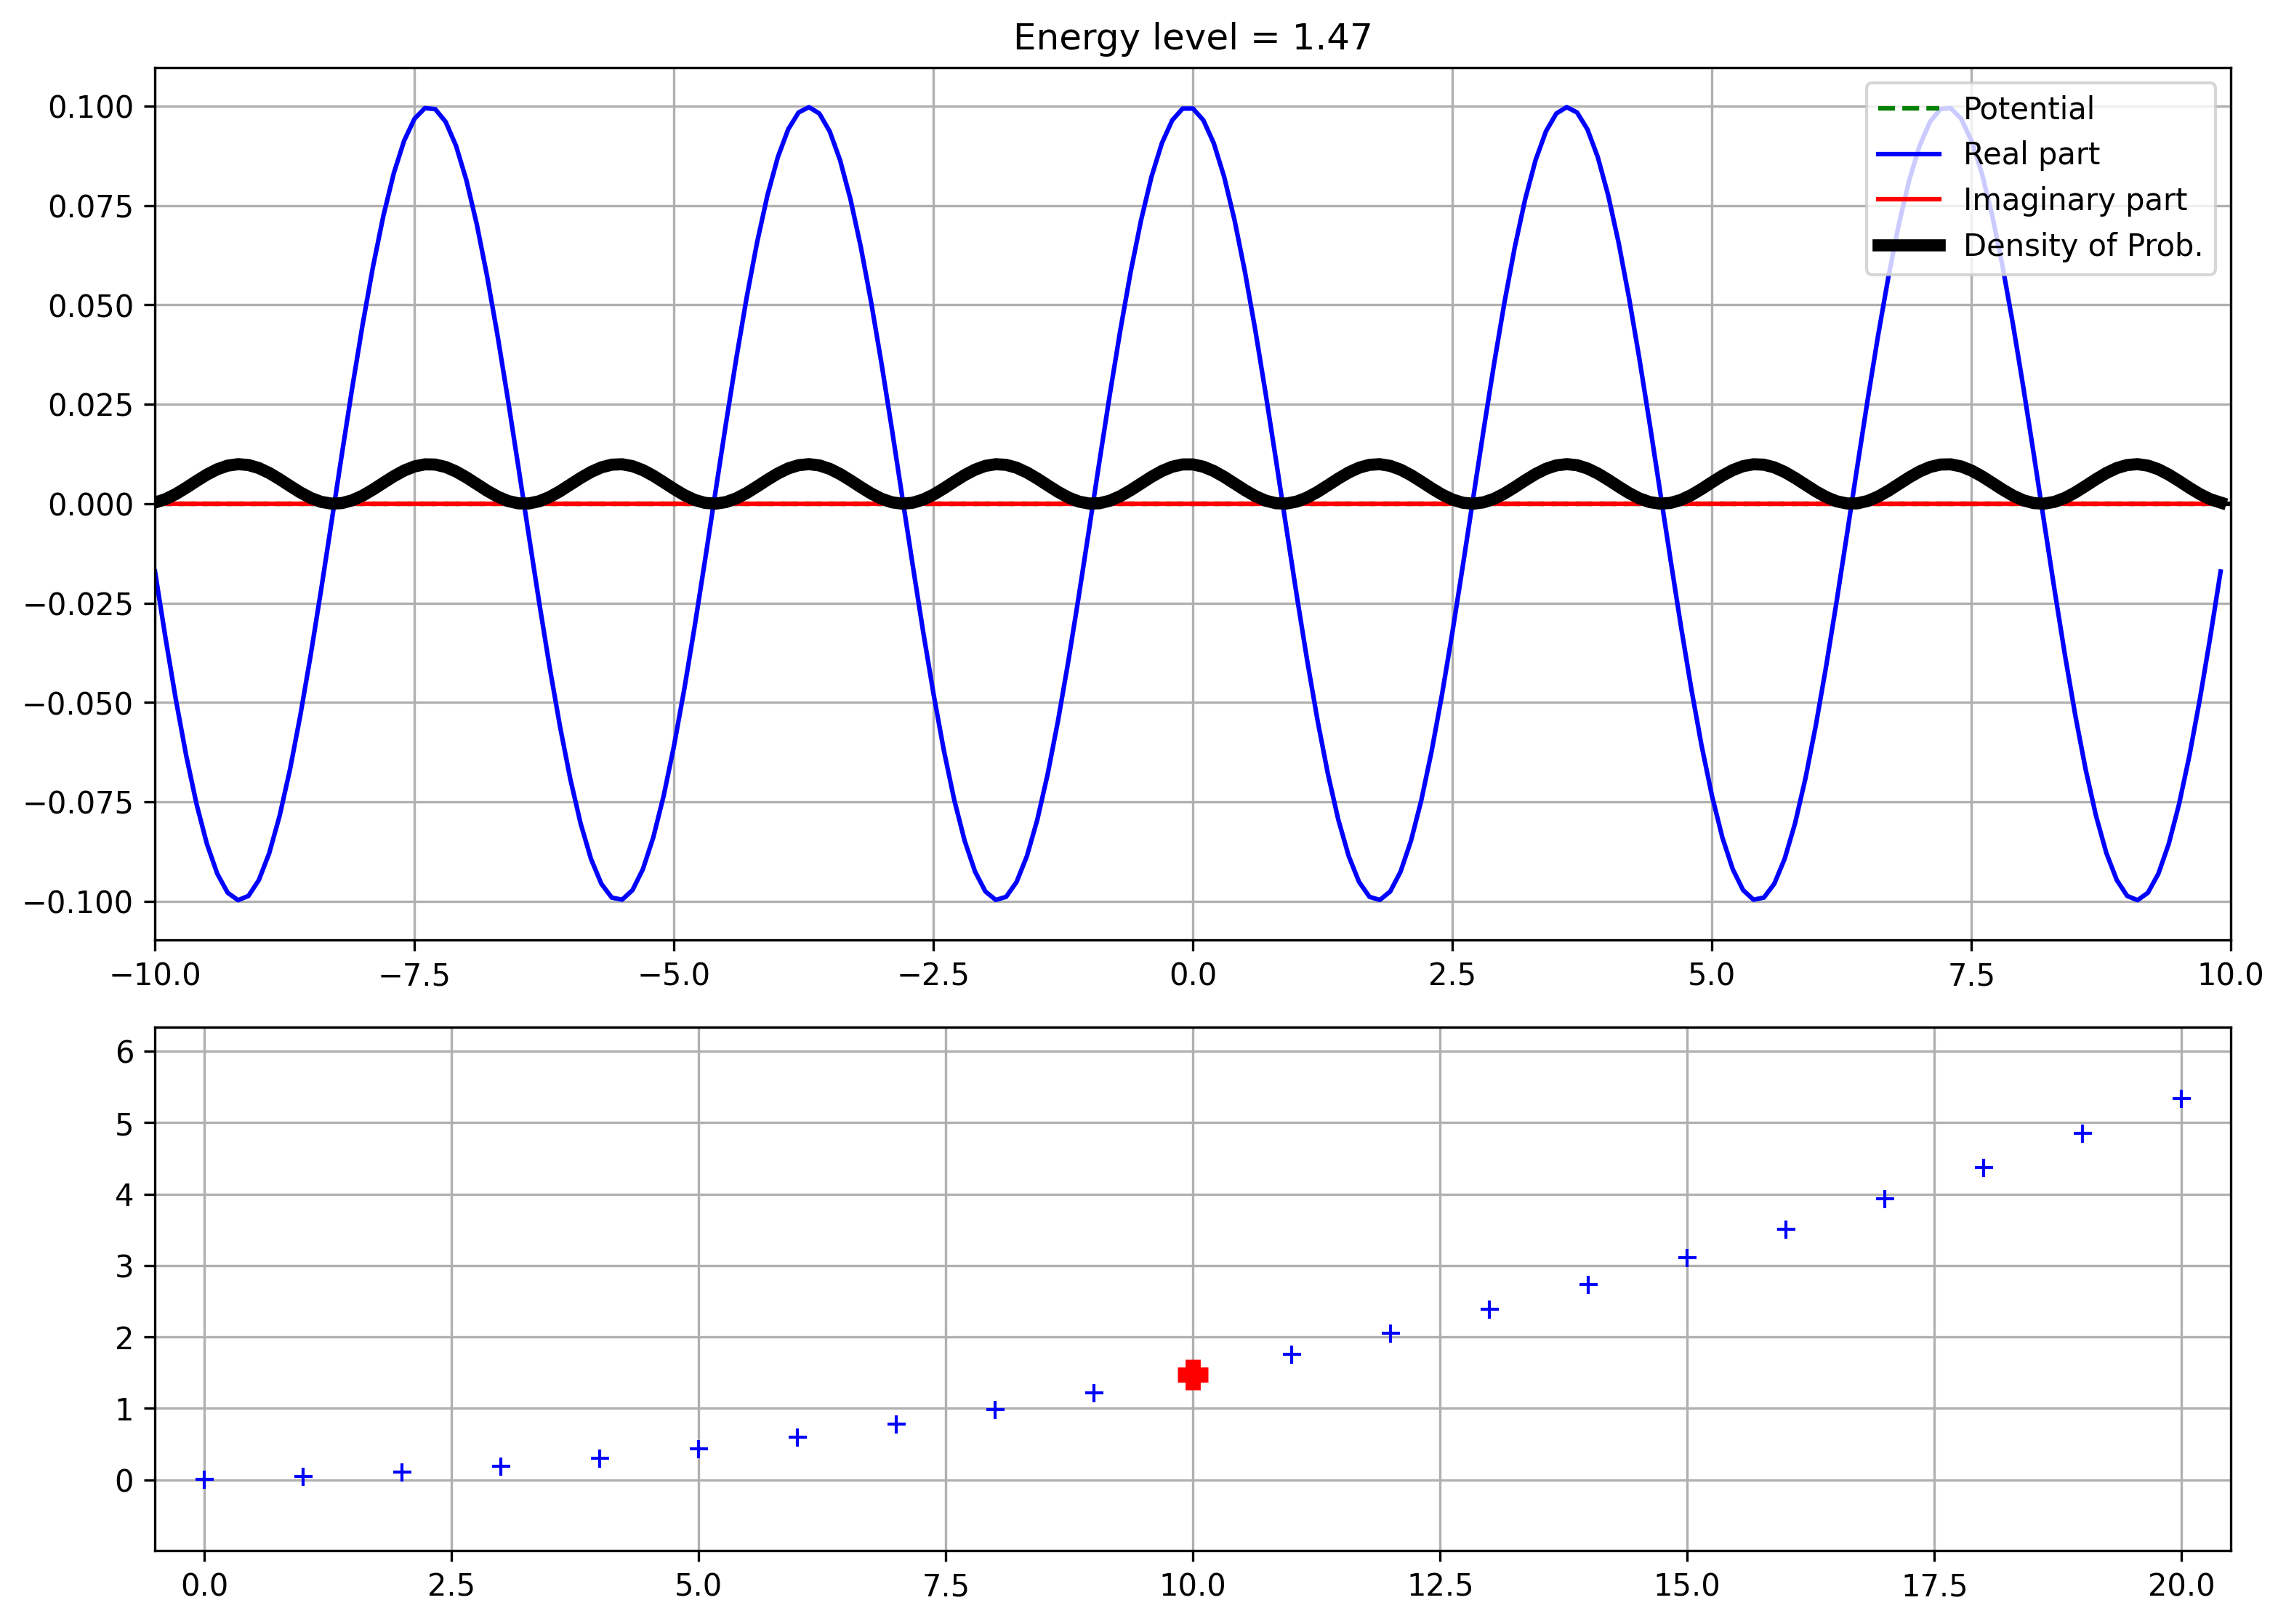 Energy level = 1.47
Potential
Real part
Imaginary part
Density of Prob.
0.100
0.075
0.050
0.025
0.000
−0.025
−0.050
−0.075
−0.100
−10.0 −7.5 −5.0 −2.5 0.0 2.5 5.0 7.5 10.0
6
5
4
3
2
1
0
0.0 2.5 5.0 7.5 10.0 12.5 15.0 17.5 20.0